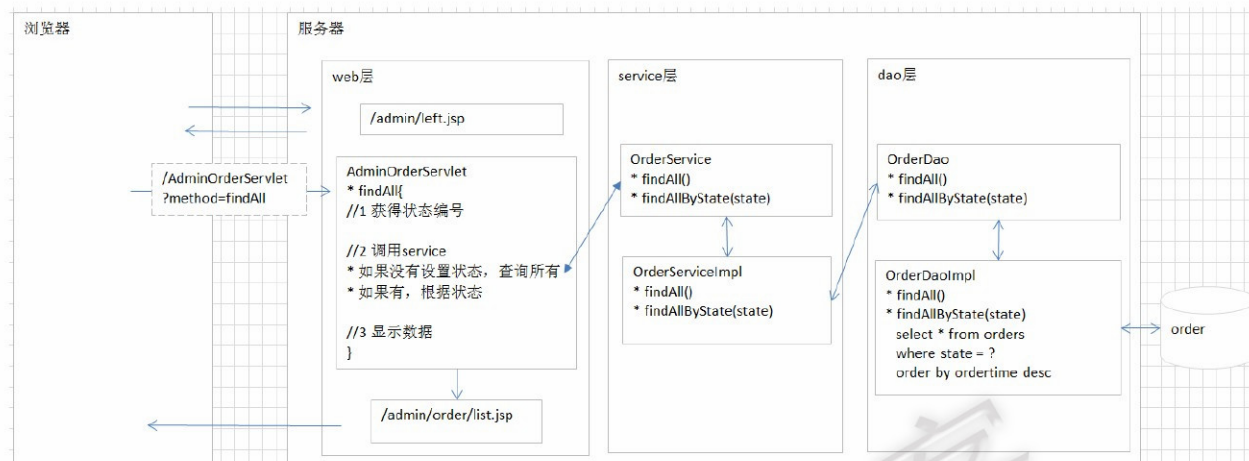 浏览器
服务器
web层
/admin/left.jsp
/AdminOrderServlet
?method=findAll
AdminOrderServlet
* findAll{
//1 获得状态编号
//2 调用service
* 如果没有设置状态，查询所有
* 如果有，根据状态
//3 显示数据
}
/admin/order/list.jsp
service层
OrderService
* findAll()
* findAllByState(state)
OrderServiceImpl
* findAll()
* findAllByState(state)
dao层
OrderDao
* findAll()
* findAllByState(state)
OrderDaoImpl
* findAll()
* findAllByState(state)
select * from orders
where state = ?
order by ordertime desc
order